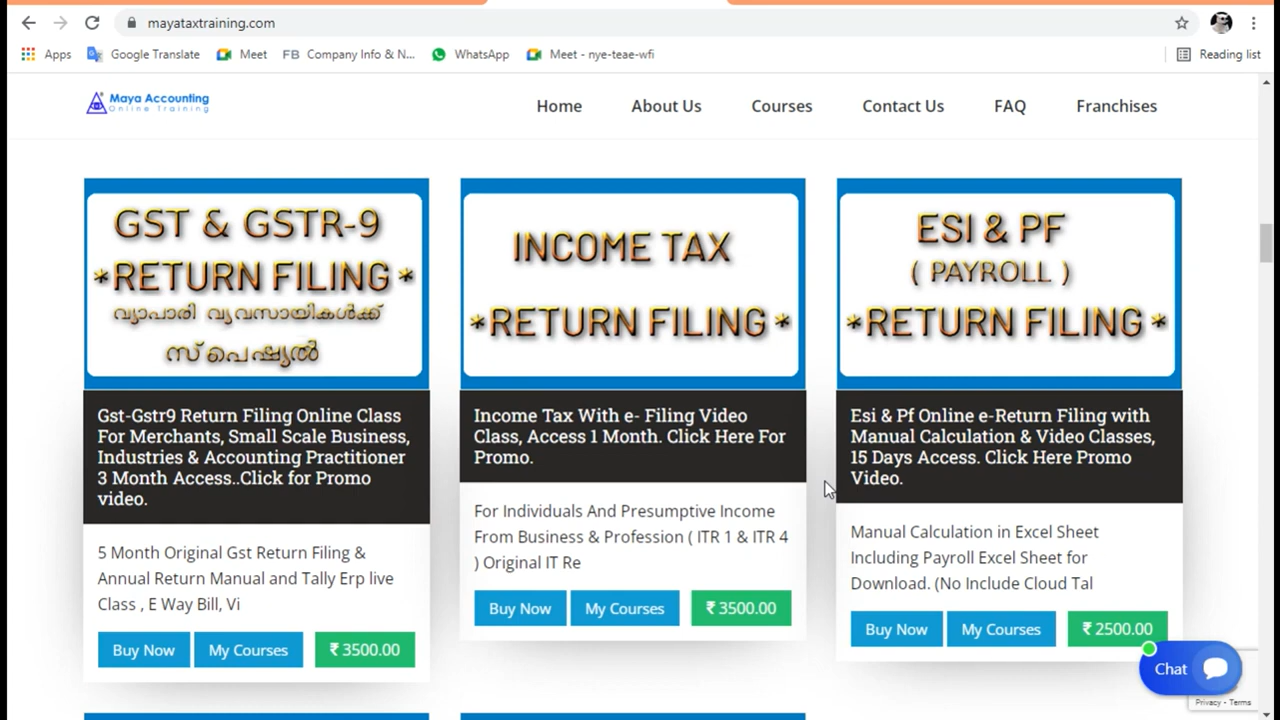 mayataxtraining.com
Apps
Google Translate
Meet
FB Company Info & N...
WhatsApp
Meet - nye-teae-wfi
Reading list
Maya Accounting
Online Training
Home
About Us
Courses
Contact Us
FAQ
Franchises
GST & GSTR-9
*RETURN FILING*
വ്യാപാരി വ്യവസായികൾക്ക്
സ്പെഷ്യൽ
Gst-Gstr9 Return Filing Online Class
For Merchants, Small Scale Business,
Industries & Accounting Practitioner
3 Month Access..Click for Promo
video.
5 Month Original Gst Return Filing &
Annual Return Manual and Tally Erp live
Class , E Way Bill, Vi
Buy Now
My Courses
₹ 3500.00
INCOME TAX
*RETURN FILING*
Income Tax With e- Filing Video
Class, Access 1 Month. Click Here For
Promo.
For Individuals And Presumptive Income
From Business & Profession ( ITR 1 & ITR 4
) Original IT Re
Buy Now
My Courses
₹ 3500.00
ESI & PF
( PAYROLL )
*RETURN FILING*
Esi & Pf Online e-Return Filing with
Manual Calculation & Video Classes,
15 Days Access. Click Here Promo
Video.
Manual Calculation in Excel Sheet
Including Payroll Excel Sheet for
Download. (No Include Cloud Tal
Buy Now
My Courses
₹ 2500.00
Chat
Privacy - Terms